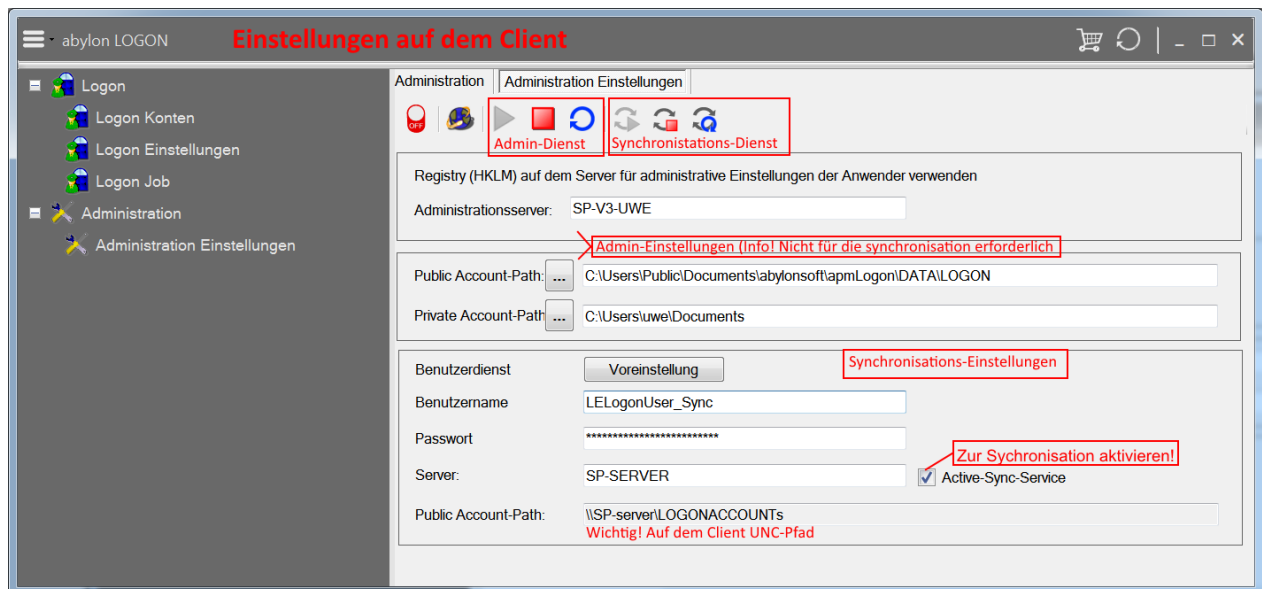 abylon LOGON
Einstellungen auf dem Client
Logon
Logon Konten
Logon Einstellungen
Logon Job
Administration
Administration Einstellungen
Administration
Administration Einstellungen
OFF
Admin-Dienst
Synchronistations-Dienst
Registry (HKLM) auf dem Server für administrative Einstellungen der Anwender verwenden
Administrationsserver: SP-V3-UWE
Admin-Einstellungen (Info! Nicht für die synchronisation erforderlich
Public Account-Path: ... C:\Users\Public\Documents\abylonsoft\apmLogon\DATA\LOGON
Private Account-Path ... C:\Users\uwe\Documents
Benutzerdienst Voreinstellung
Synchronisations-Einstellungen
Benutzername LELogonUser_Sync
Passwort *************************
Zur Sychronisation aktivieren!
Server: SP-SERVER Active-Sync-Service
Public Account-Path: \\SP-server\LOGONACCOUNTs
Wichtig! Auf dem Client UNC-Pfad